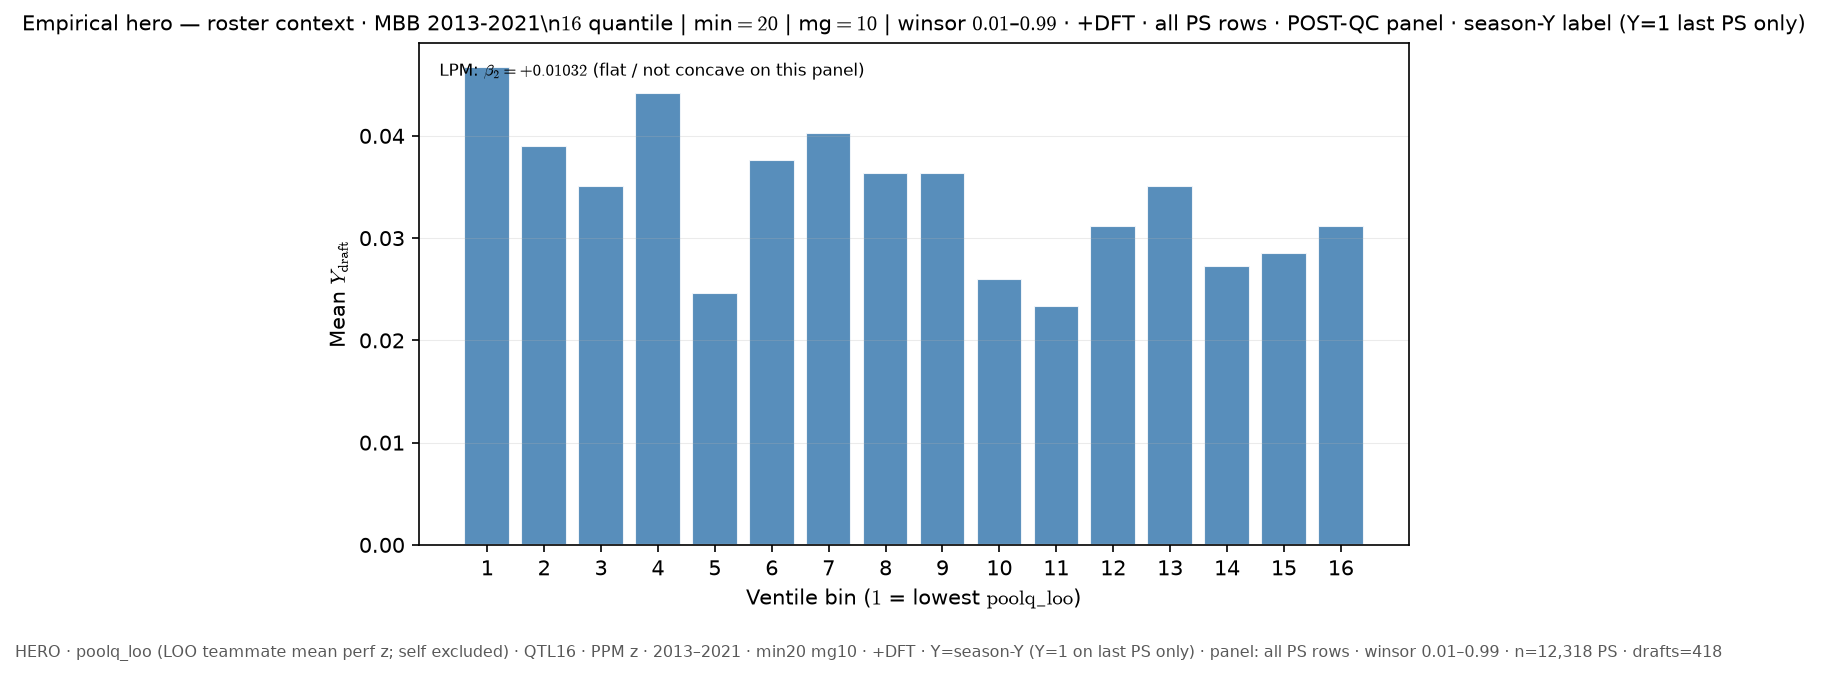 Empirical hero — roster context · MBB 2013-2021\n16 quantile | min = 20 | mg = 10 | winsor 0.01–0.99 · +DFT · all PS rows · POST-QC panel · season-Y label (Y=1 last PS only)
LPM: β₂ = +0.01032 (flat / not concave on this panel)
0.04
0.03
0.02
0.01
0.00
Mean Y_draft
1 2 3 4 5 6 7 8 9 10 11 12 13 14 15 16
Ventile bin (1 = lowest poolq_loo)
HERO · poolq_loo (LOO teammate mean perf z; self excluded) · QTL16 · PPM z · 2013–2021 · min20 mg10 · +DFT · Y=season-Y (Y=1 on last PS only) · panel: all PS rows · winsor 0.01–0.99 · n=12,318 PS · drafts=418